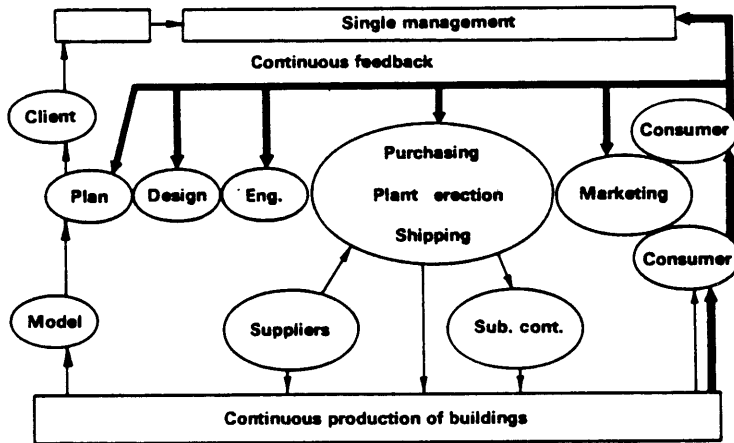 Single management
Continuous feedback
Client
Consumer
Purchasing
Plan
Design
Eng.
Plant erection
Marketing
Shipping
Consumer
Model
Suppliers
Sub. cont.
Continuous production of buildings